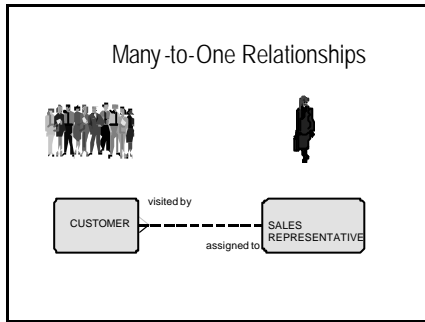 Many-to-One Relationships
visited by
CUSTOMER
SALES
REPRESENTATIVE
assigned to